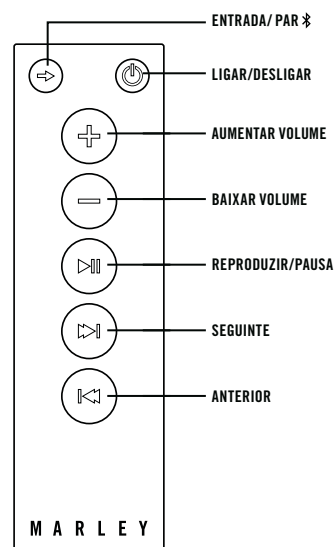 ENTRADA/ PAR
LIGAR/DESLIGAR
AUMENTAR VOLUME
BAIXAR VOLUME
REPRODUZIR/PAUSA
SEGUINTE
ANTERIOR
MARLEY